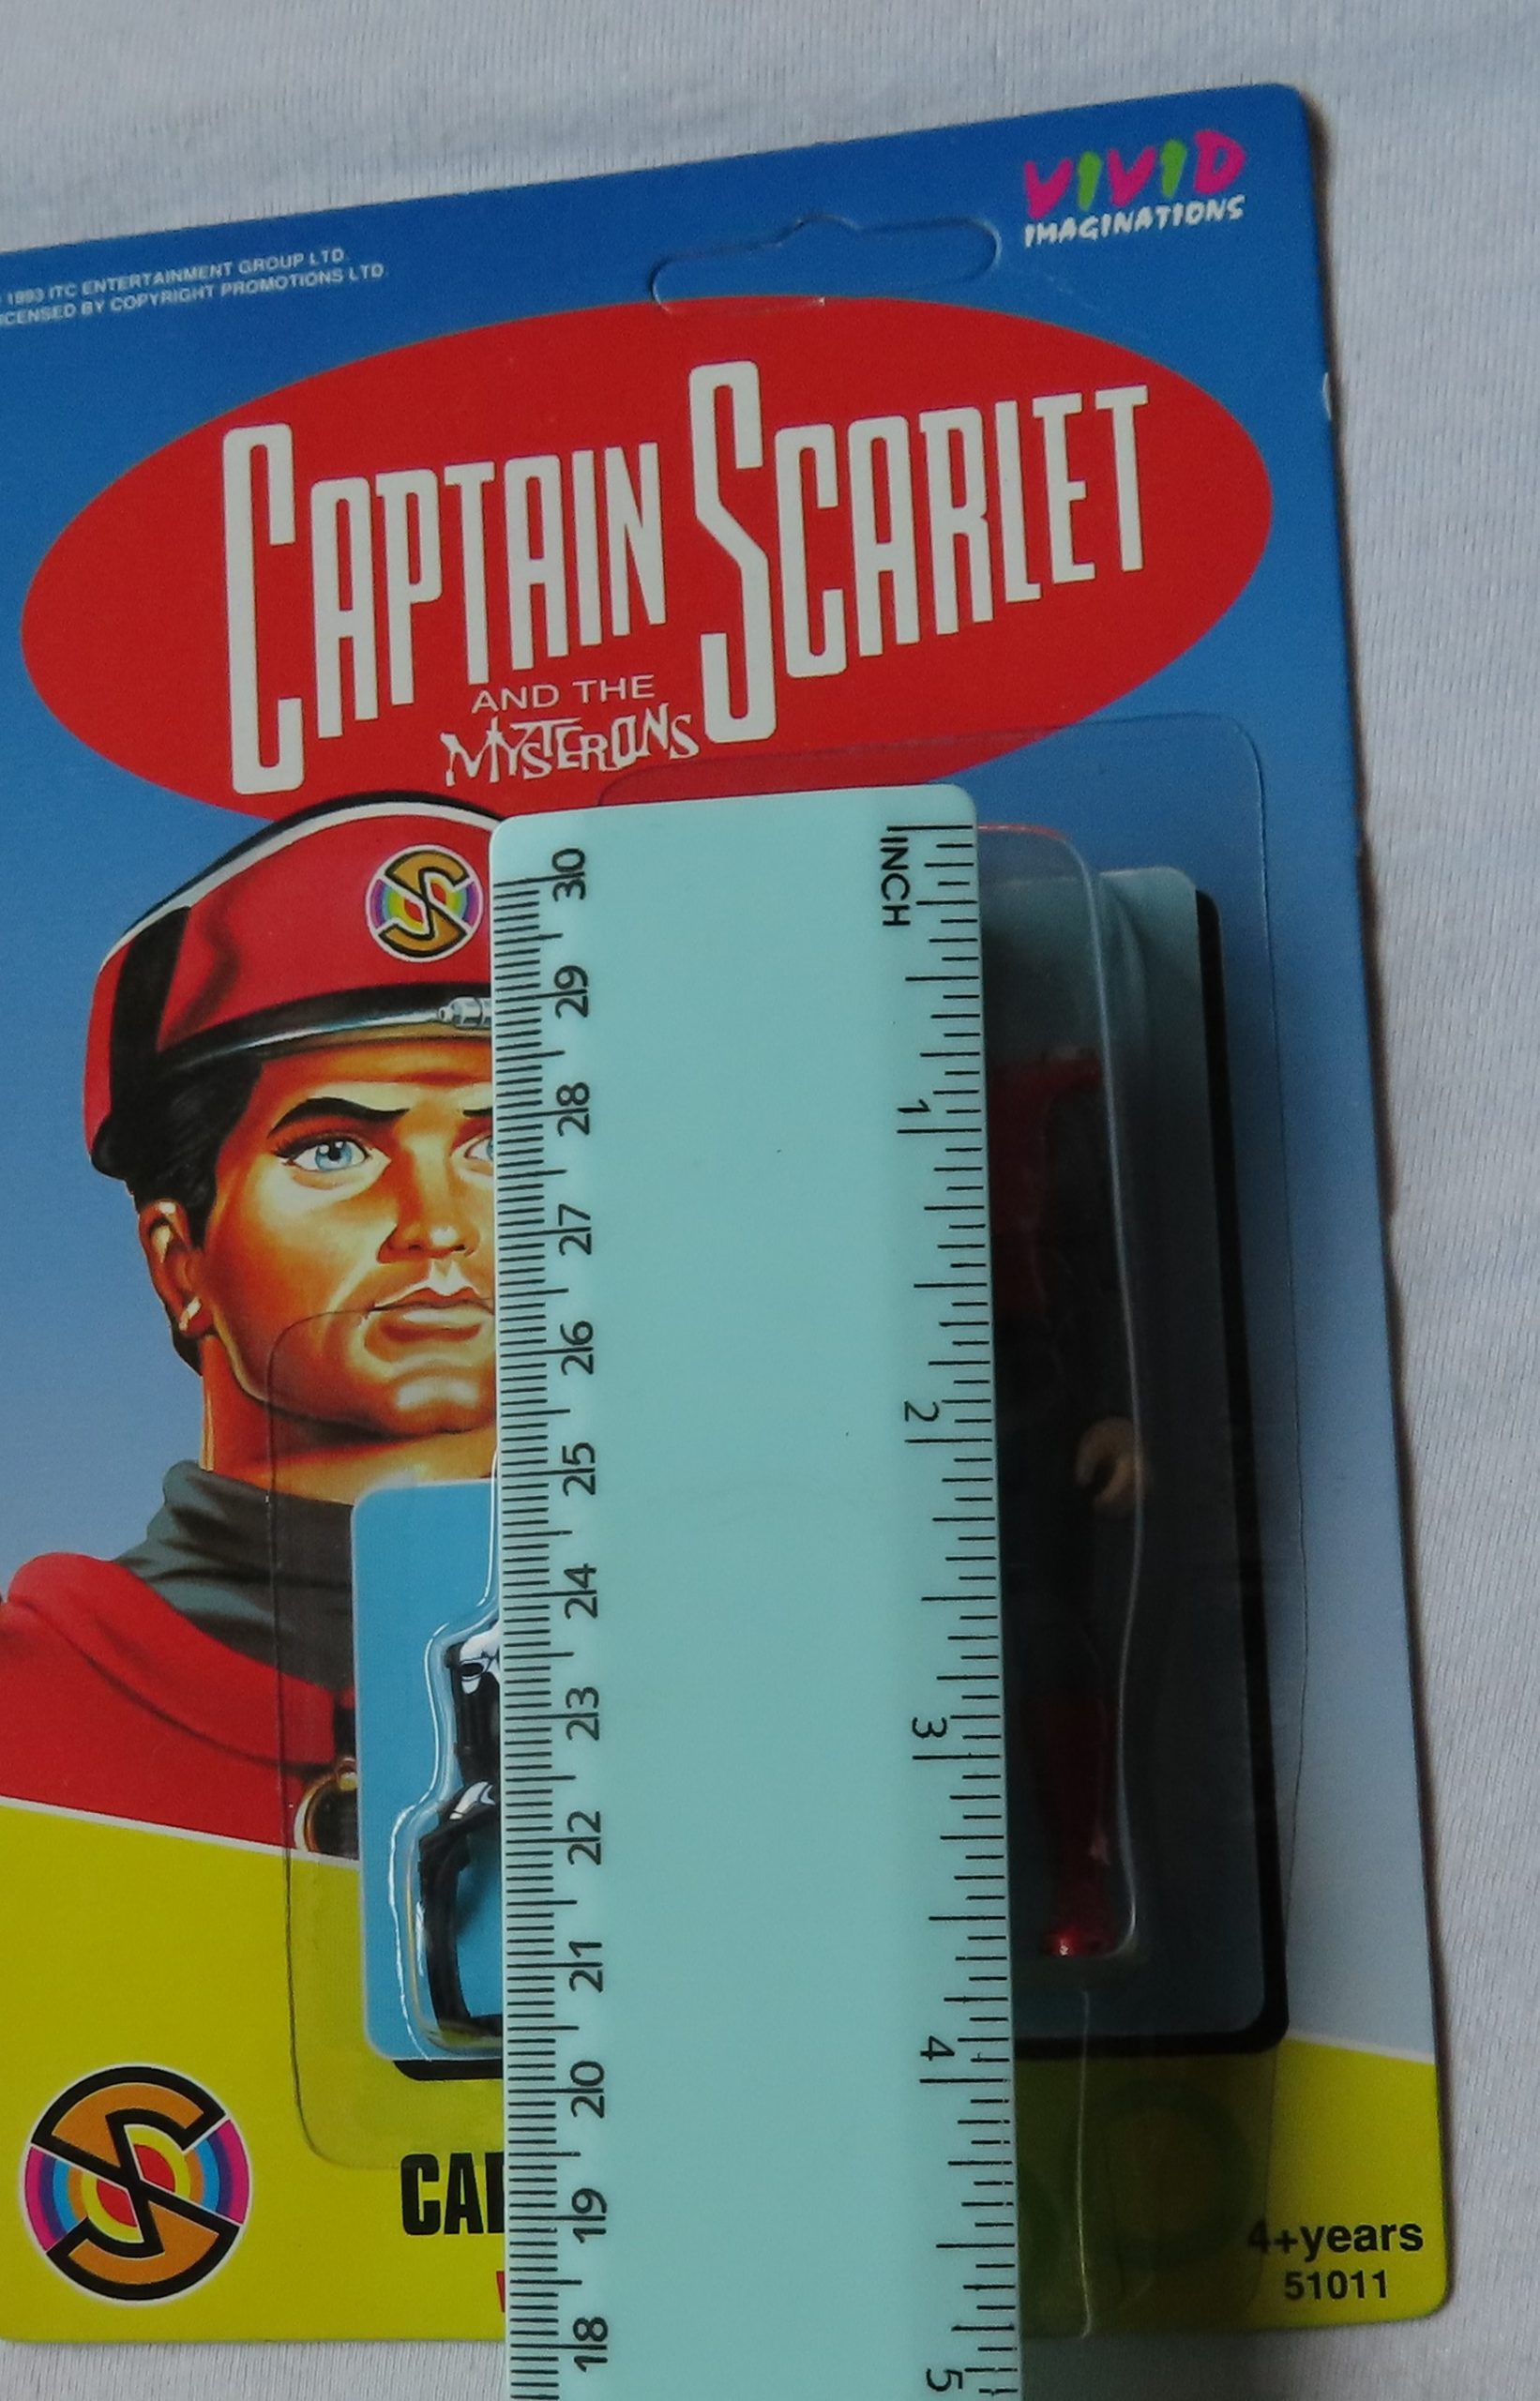 VIVID
IMAGINATIONS
1993 ITC ENTERTAINMENT GROUP LTD
ICENSED BY COPYRIGHT PROMOTIONS LTD
CAPTAIN SCARLET
AND THE
MYSTERONS
30
29
28
27
26
25
24
23
22
21
20
19
18
INCH
1
2
3
4
5
CAP
4+years
51011